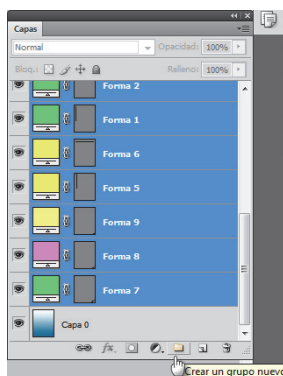 Capas
Normal Opacidad: 100%
Bloq.: Relleno: 100%
Forma 2
Forma 1
Forma 6
Forma 5
Forma 9
Forma 8
Forma 7
Capa 0
fx.
Crear un grupo nuevo